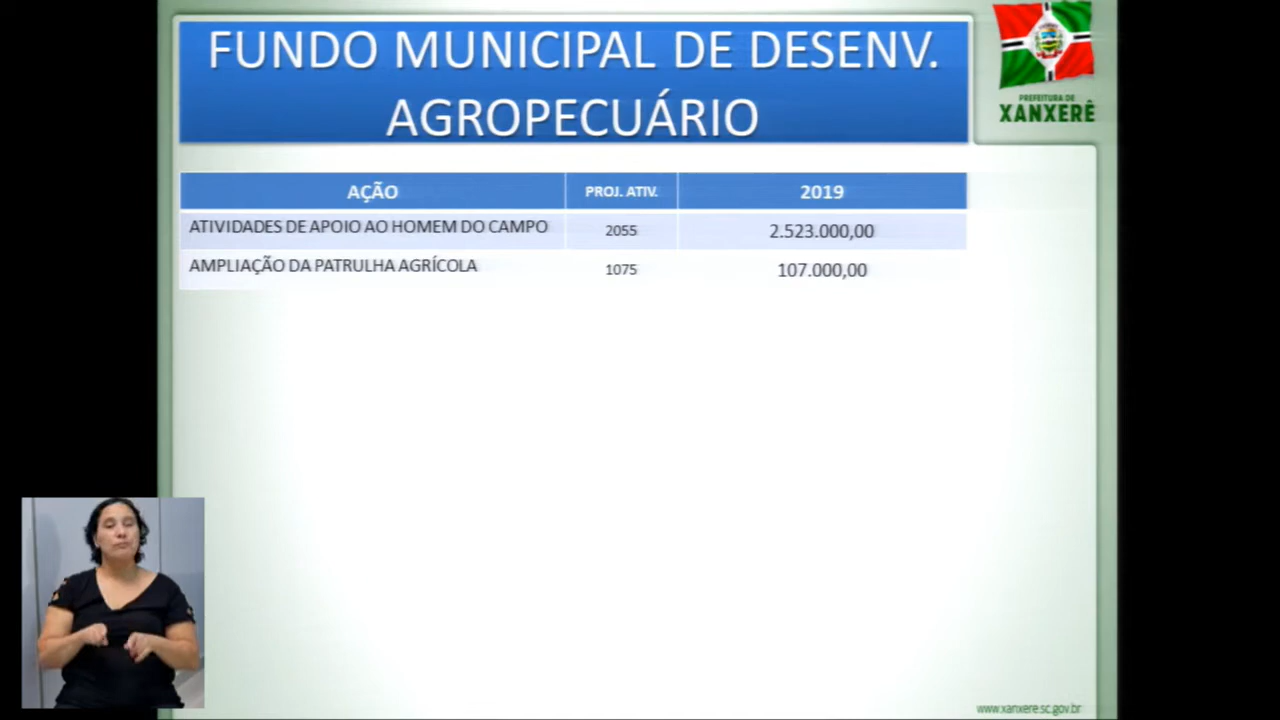 FUNDO MUNICIPAL DE DESENV.
AGROPECUÁRIO
PREFEITURA DE
XANXERÊ
AÇÃO PROJ. ATIV. 2019
ATIVIDADES DE APOIO AO HOMEM DO CAMPO 2055 2.523.000,00
AMPLIAÇÃO DA PATRULHA AGRÍCOLA 1075 107.000,00
www.xanxere.sc.gov.br